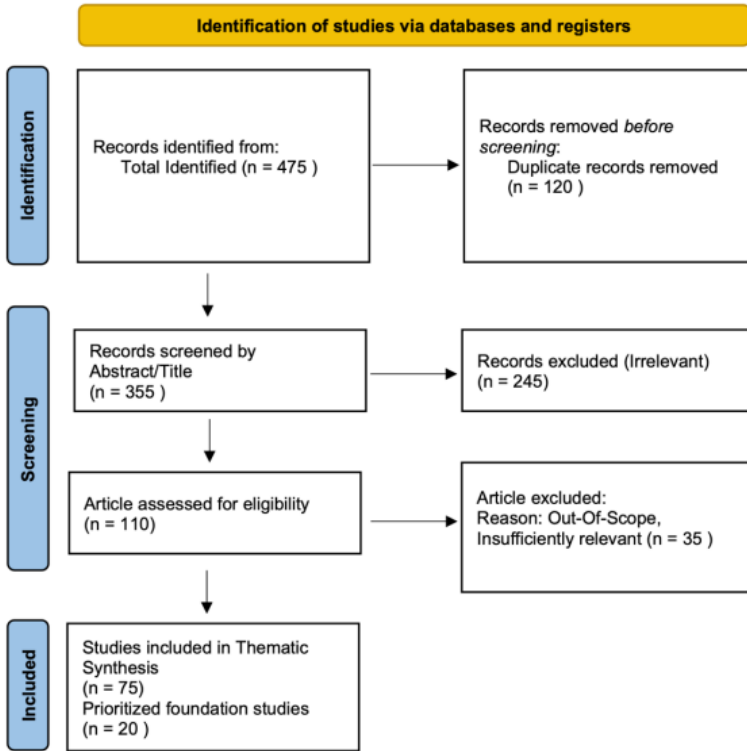 Identification of studies via databases and registers
Identification
Records identified from:
Total Identified (n = 475 )
Records removed before
screening:
Duplicate records removed
(n = 120 )
Screening
Records screened by
Abstract/Title
(n = 355 )
Records excluded (Irrelevant)
(n = 245)
Article assessed for eligibility
(n = 110)
Article excluded:
Reason: Out-Of-Scope,
Insufficiently relevant (n = 35 )
Included
Studies included in Thematic
Synthesis
(n = 75)
Prioritized foundation studies
(n = 20 )